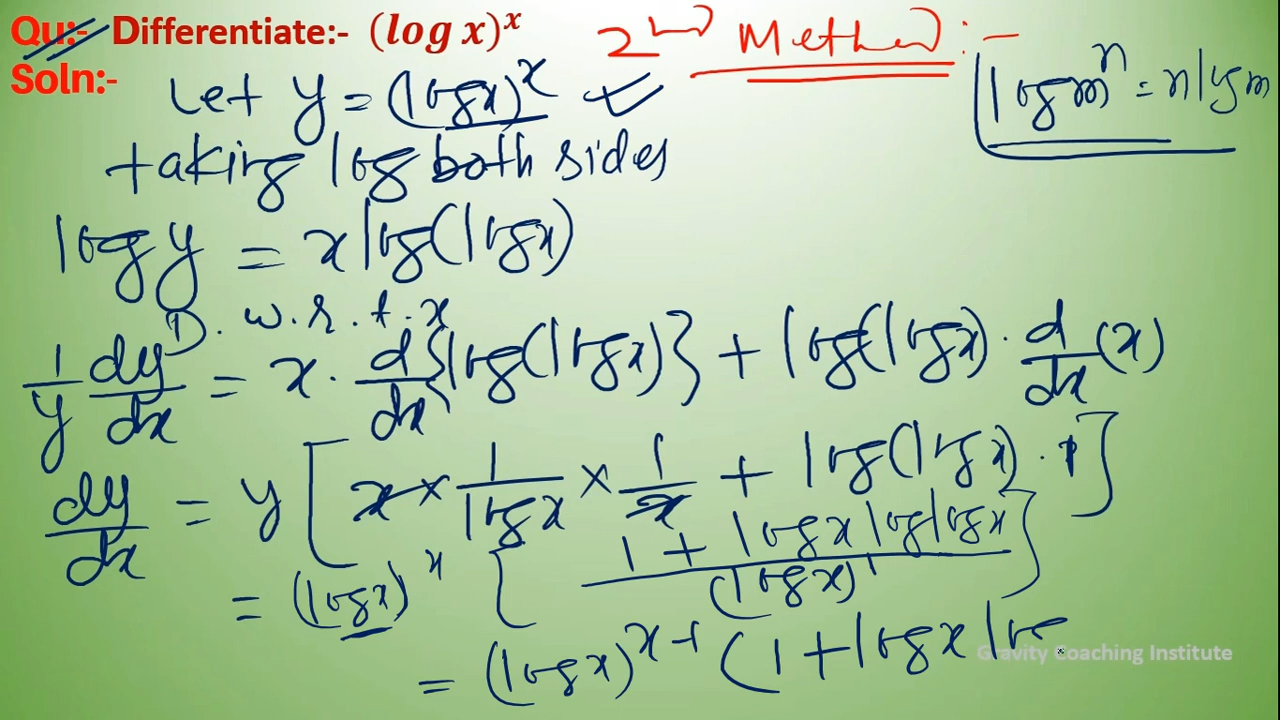 Qu:- Differentiate:- (log x)^x 2nd Method:-
Soln:- Let y = (log x)^x log m^n = n log m
taking log both sides
log y = x log(log x)
D. w.r.t. x
1/y dy/dx = x · d/dx{log(log x)} + log(log x) · d/dx (x)
dy/dx = y [x × 1/log x × 1/x + log(log x) · 1]
= (log x)^x [1 + log x log log x / (log x)^1]
= (log x)^x-1 (1 + log x log
Gravity Coaching Institute